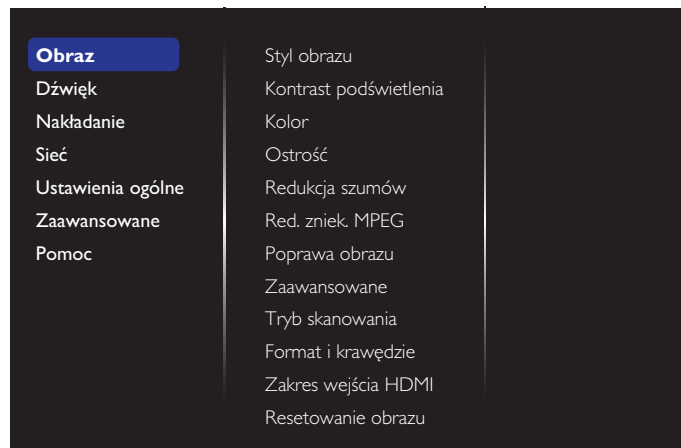 Obraz
Dźwięk
Nakładanie
Sieć
Ustawienia ogólne
Zaawansowane
Pomoc
Styl obrazu
Kontrast podświetlenia
Kolor
Ostrość
Redukcja szumów
Red. zniek. MPEG
Poprawa obrazu
Zaawansowane
Tryb skanowania
Format i krawędzie
Zakres wejścia HDMI
Resetowanie obrazu